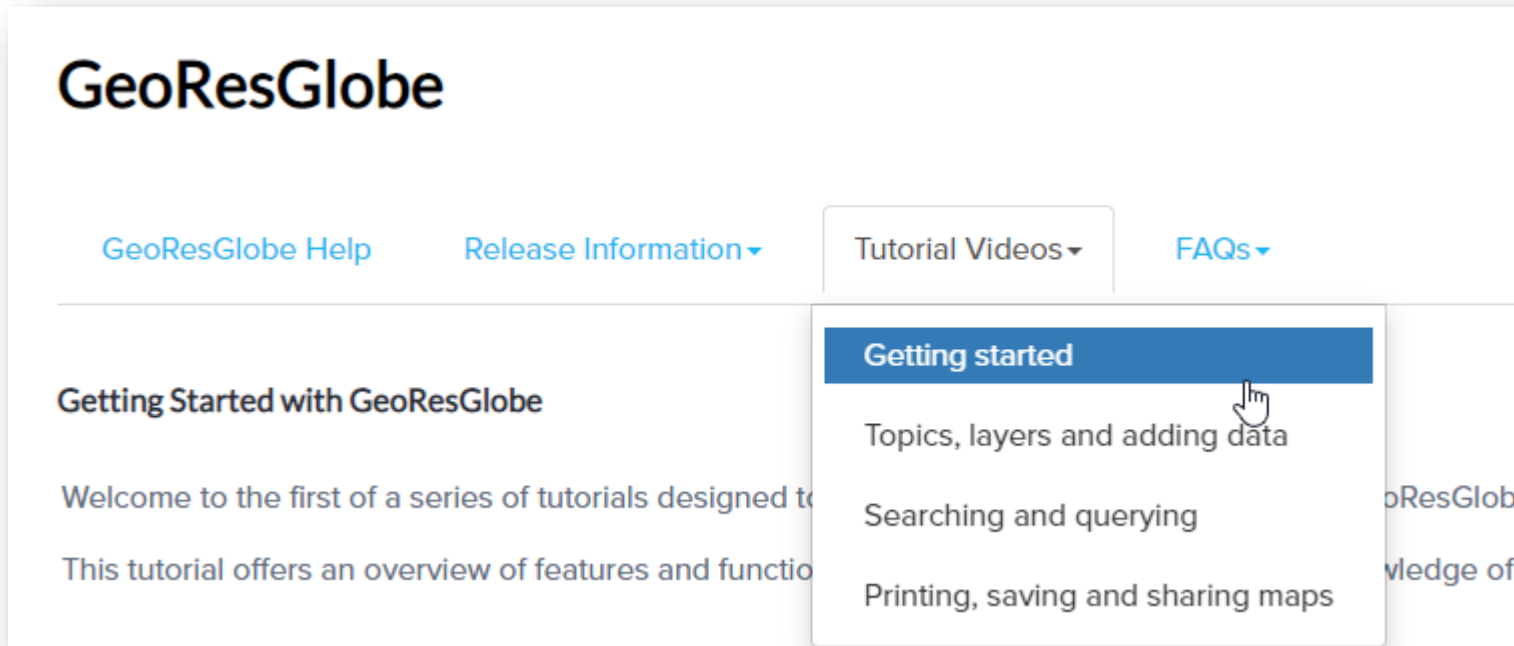 GeoResGlobe
GeoResGlobe Help Release Information Tutorial Videos FAQs
Getting started
Getting Started with GeoResGlobe
Topics, layers and adding data
Welcome to the first of a series of tutorials designed
Searching and querying
This tutorial offers an overview of features and
Printing, saving and sharing maps